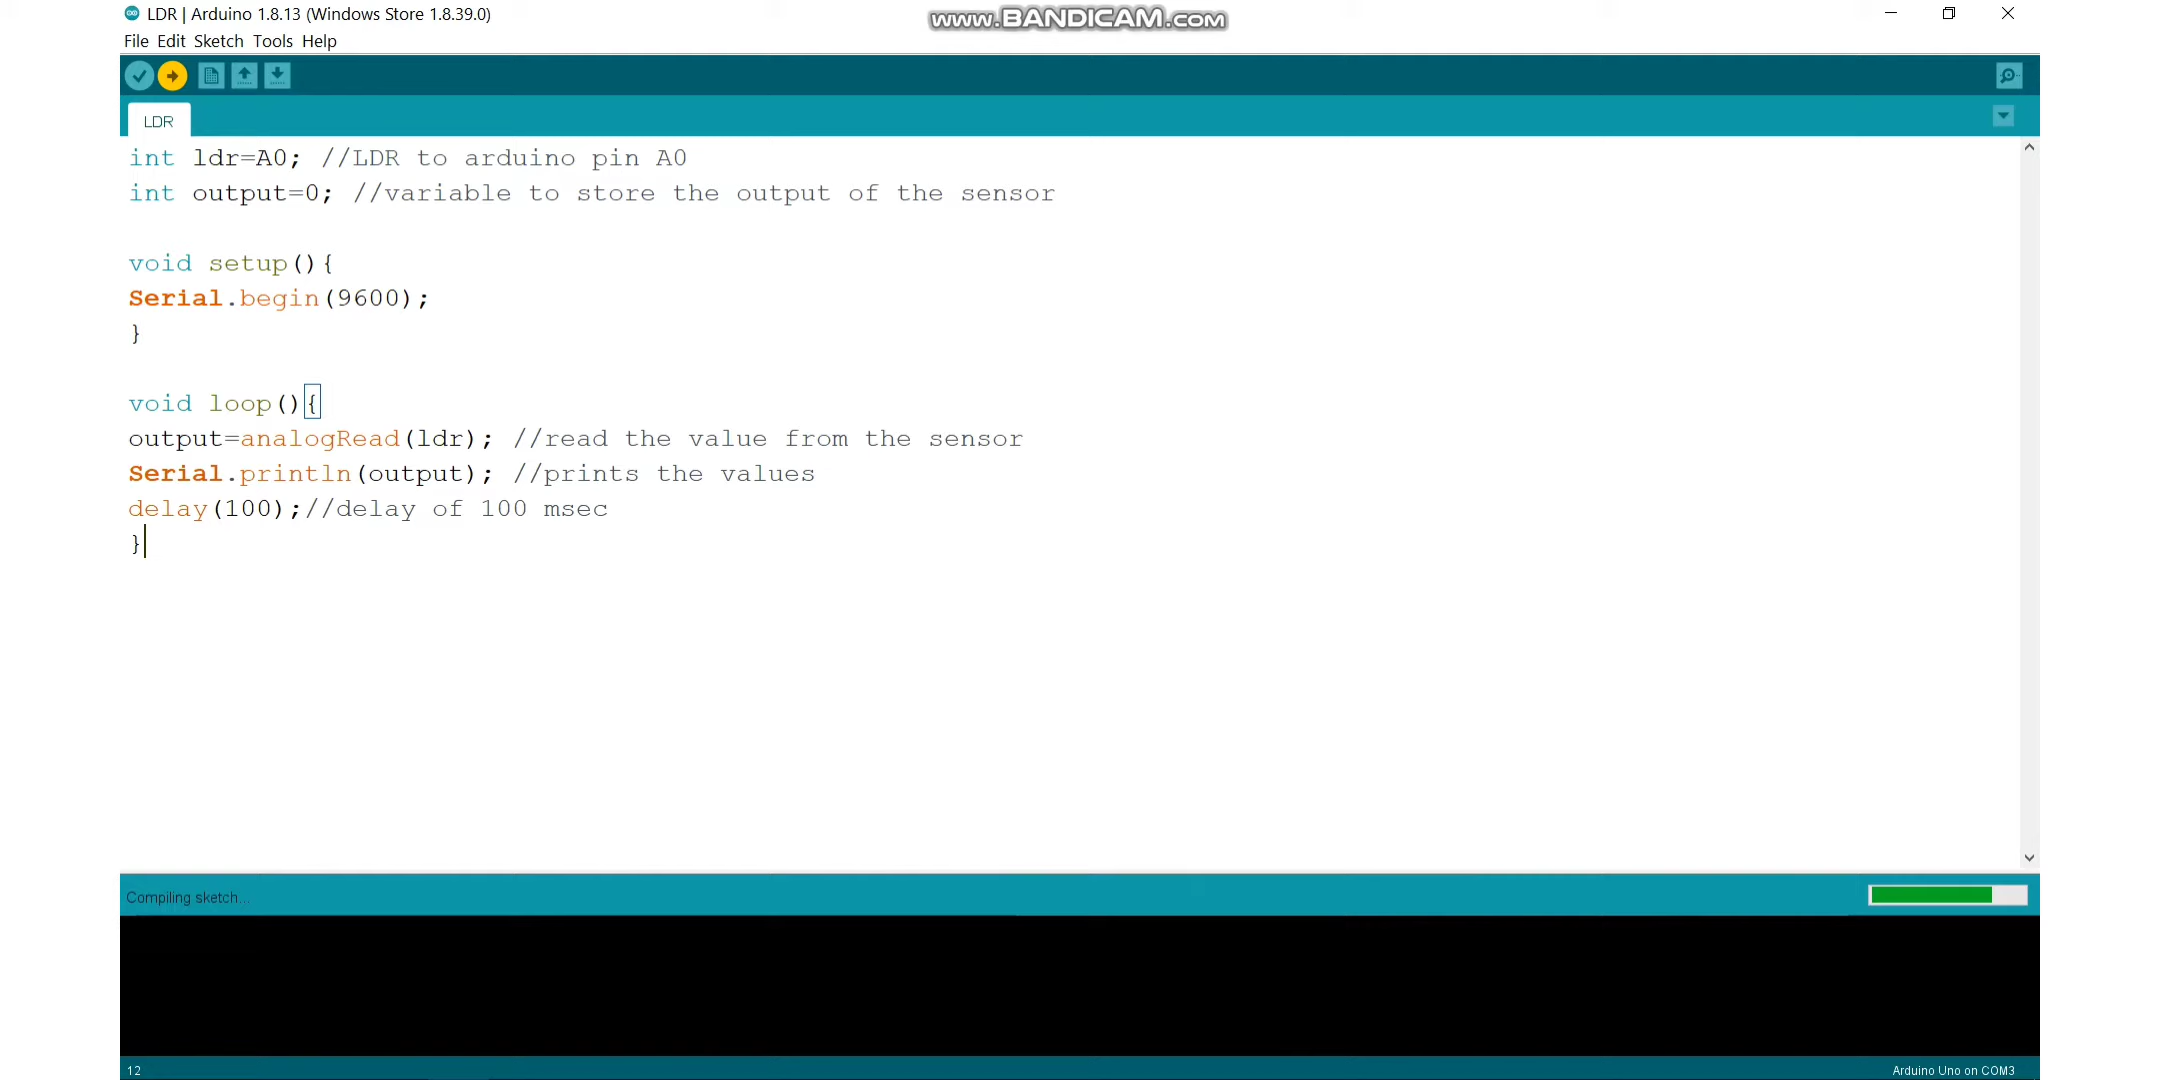 LDR | Arduino 1.8.13 (Windows Store 1.8.39.0)
www.BANDICAM.com
File Edit Sketch Tools Help
LDR
int ldr=A0; //LDR to arduino pin A0
int output=0; //variable to store the output of the sensor
void setup(){
Serial.begin(9600);
}
void loop(){
output=analogRead(ldr); //read the value from the sensor
Serial.println(output); //prints the values
delay(100);//delay of 100 msec
}
Compiling sketch...
12
Arduino Uno on COM3